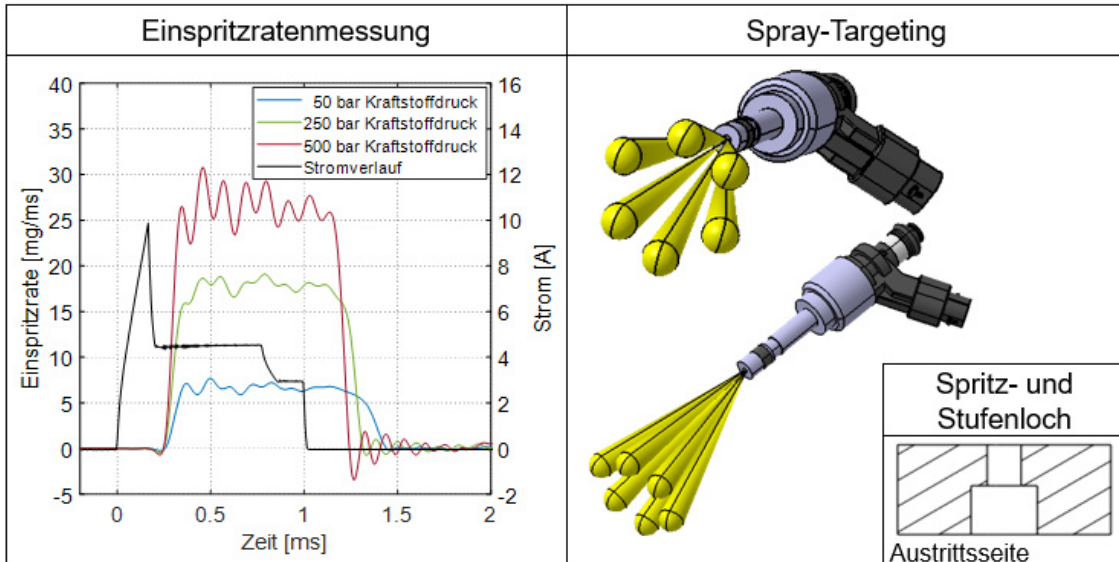 Einspritzratenmessung
Spray-Targeting
Einspritzrate [mg/ms]
40
35
30
25
20
15
10
5
0
-5
50 bar Kraftstoffdruck
250 bar Kraftstoffdruck
500 bar Kraftstoffdruck
Stromverlauf
16
14
12
10
8
6
4
2
0
-2
Strom [A]
0
0.5
1
1.5
2
Zeit [ms]
Spritz- und
Stufenloch
Austrittsseite